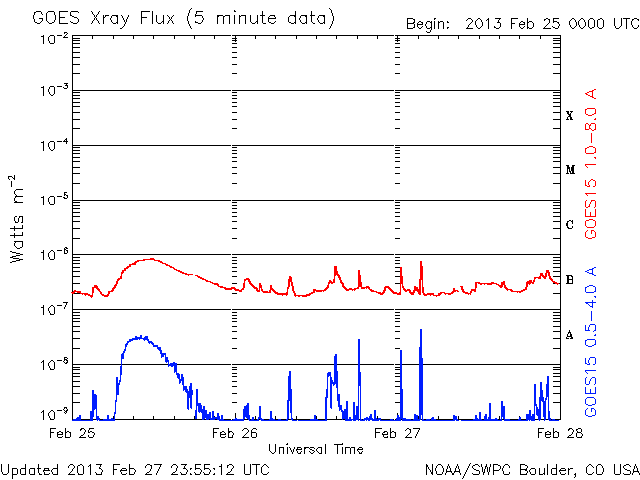 GOES Xray Flux (5 minute data)
Begin: 2013 Feb 25 0000 UTC
10⁻²
10⁻³
10⁻⁴
10⁻⁵
10⁻⁶
10⁻⁷
10⁻⁸
10⁻⁹
Watts m⁻²
X
M
C
B
A
GOES15 1.0-8.0 A
GOES15 0.5-4.0 A
Feb 25 Feb 26 Feb 27 Feb 28
Universal Time
Updated 2013 Feb 27 23:55:12 UTC
NOAA/SWPC Boulder, CO USA